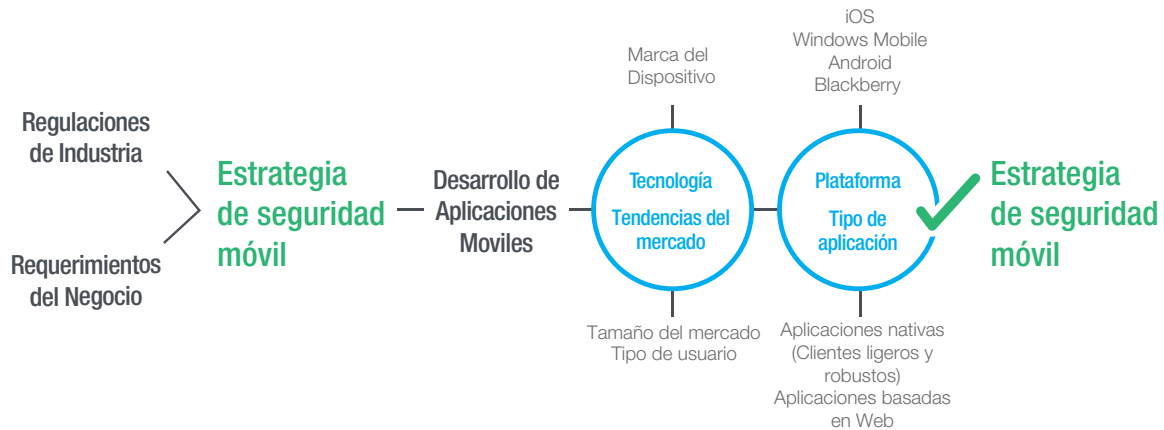 Regulaciones
de Industria
Requerimientos
del Negocio
Estrategia
de seguridad
móvil
Desarrollo de
Aplicaciones
Moviles
Marca del
Dispositivo
Tecnología
Tendencias del
mercado
Tamaño del mercado
Tipo de usuario
iOS
Windows Mobile
Android
Blackberry
Plataforma
Tipo de
aplicación
Aplicaciones nativas
(Clientes ligeros y
robustos)
Aplicaciones basadas
en Web
Estrategia
de seguridad
móvil